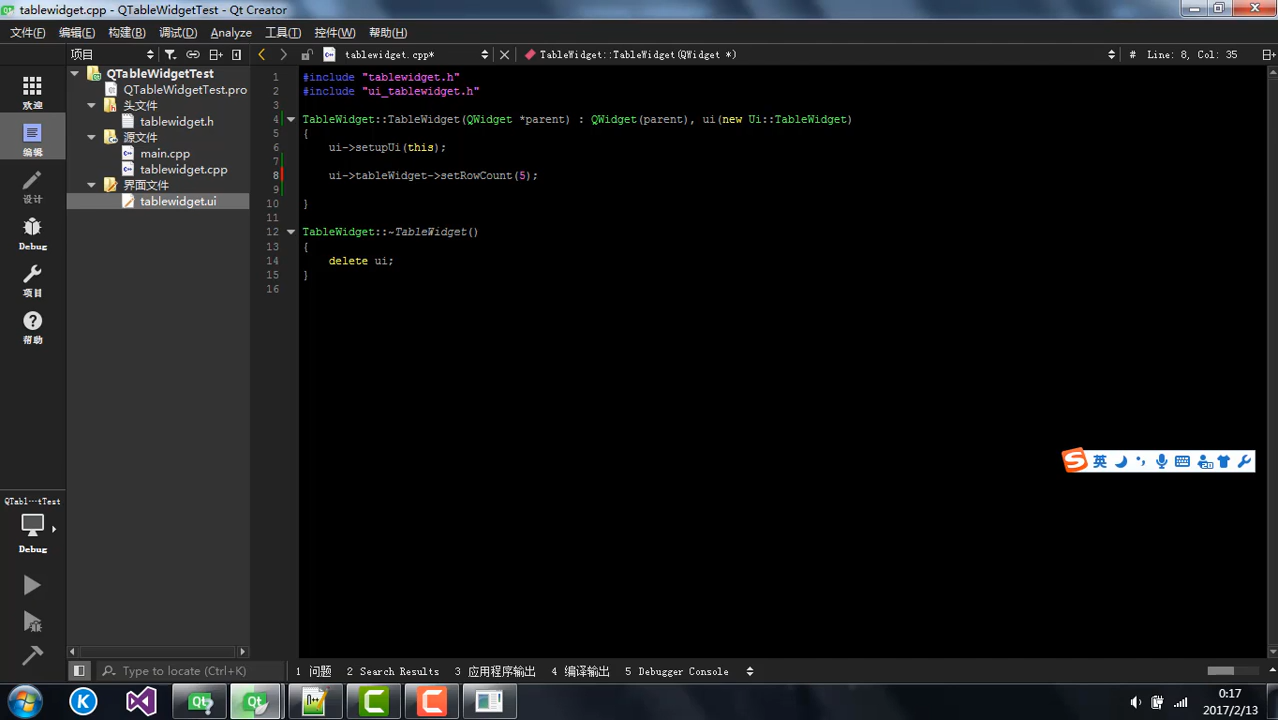 tablewidget.cpp - QTableWidgetTest - Qt Creator
文件(F) 编辑(E) 构建(B) 调试(D) Analyze 工具(T) 控件(W) 帮助(H)
项目 tablewidget.cpp* TableWidget::TableWidget(QWidget *) # Line: 8, Col: 35
欢迎
编辑
设计
Debug
项目
帮助
QTabl···tTest
Debug
QTableWidgetTest
QTableWidgetTest.pro
头文件
tablewidget.h
源文件
main.cpp
tablewidget.cpp
界面文件
tablewidget.ui
1 #include "tablewidget.h"
2 #include "ui_tablewidget.h"
3
4 TableWidget::TableWidget(QWidget *parent) : QWidget(parent), ui(new Ui::TableWidget)
5 {
6 ui->setupUi(this);
7
8 ui->tableWidget->setRowCount(5);
9
10 }
11
12 TableWidget::~TableWidget()
13 {
14 delete ui;
15 }
16
英
Type to locate (Ctrl+K) 1 问题 2 Search Results 3 应用程序输出 4 编译输出 5 Debugger Console
0:17
2017/2/13